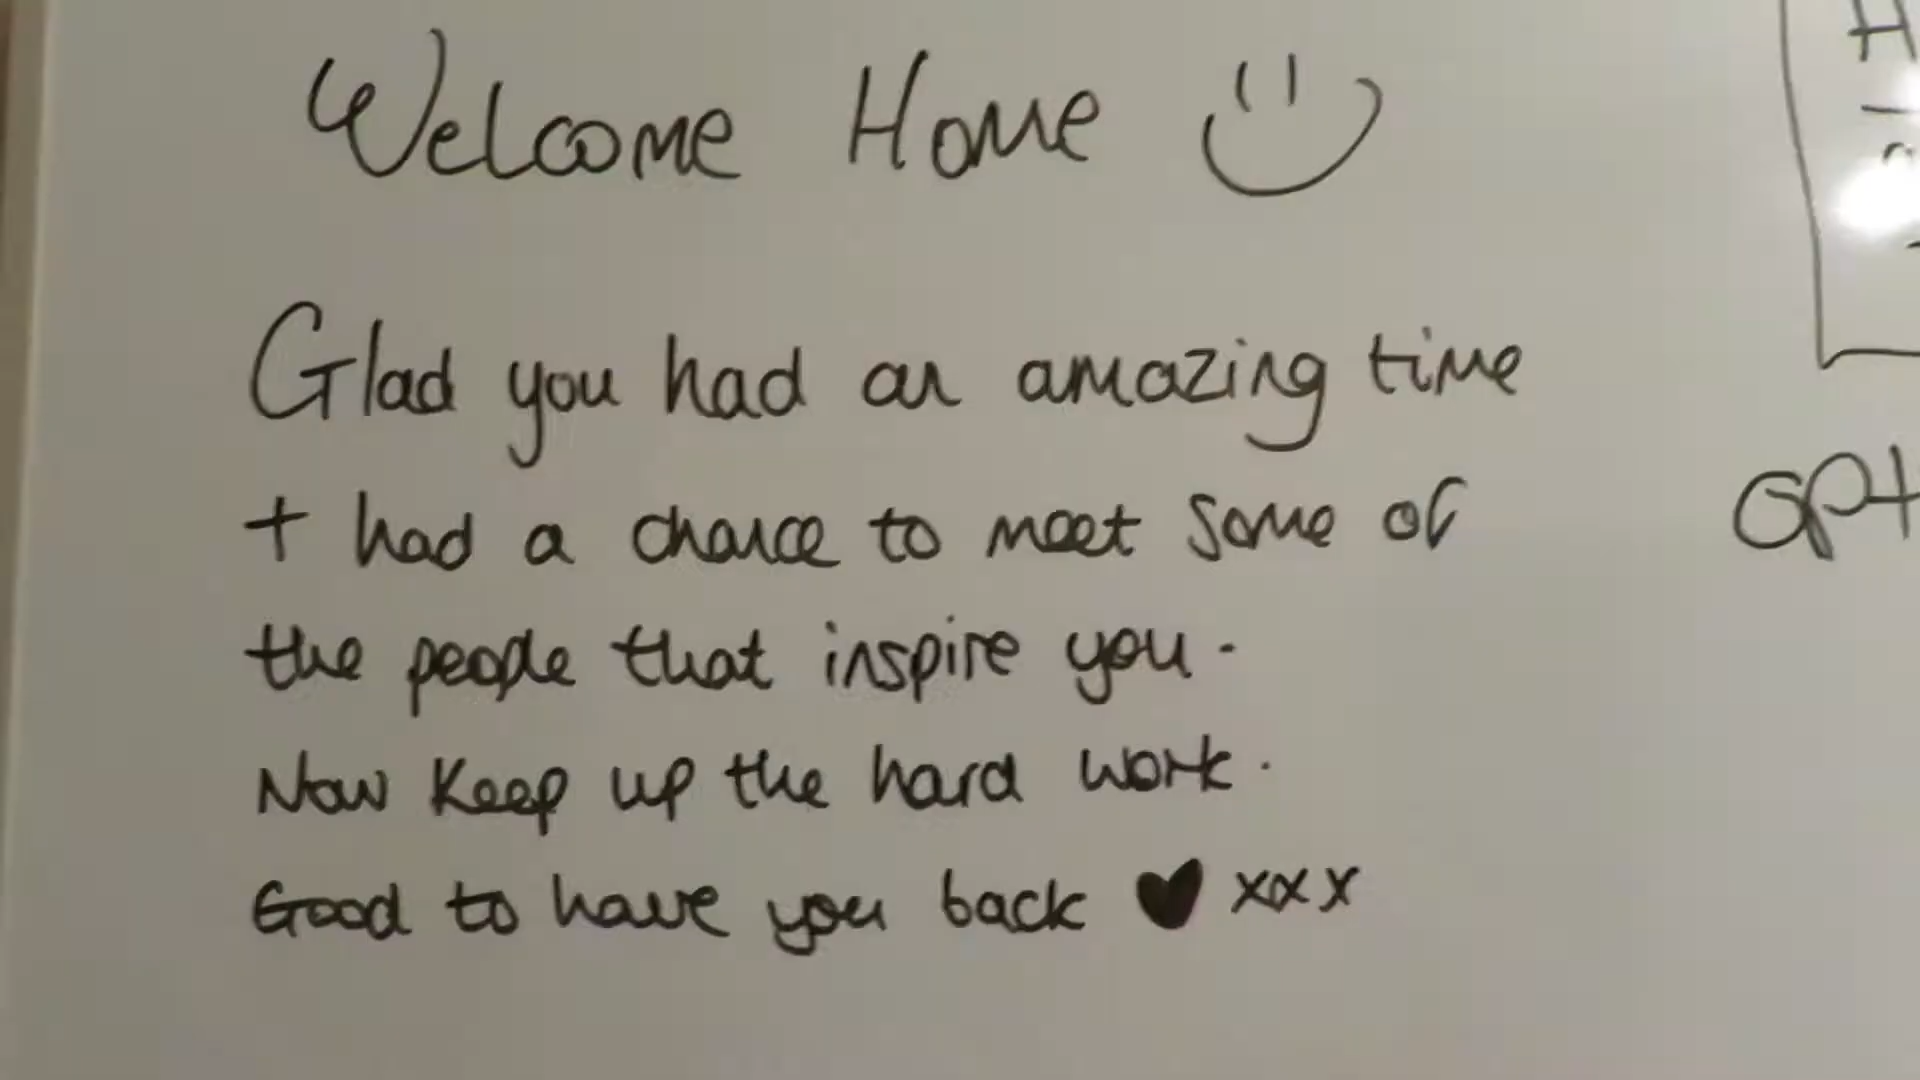 Welcome Home
Glad you had an amazing time
+ had a chance to meet some of
the people that inspire you.
Now keep up the hard work.
Good to have you back ♥ xxx